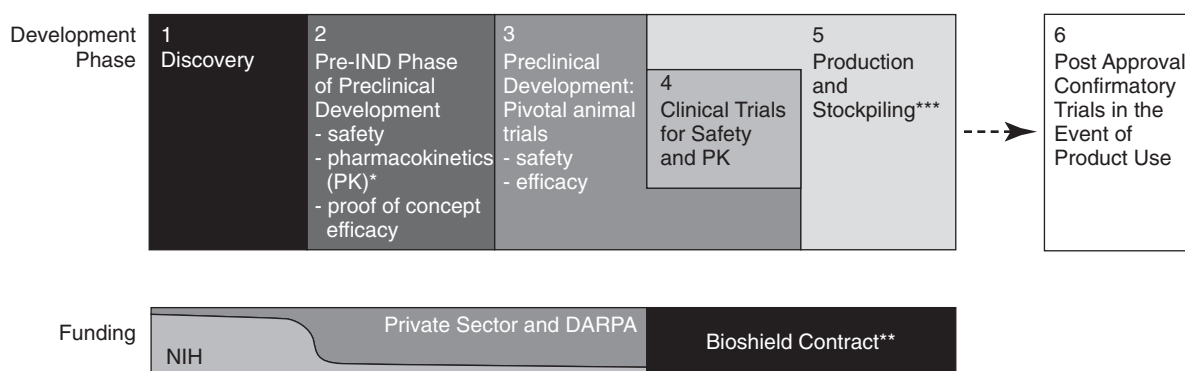 Development
Phase
1
Discovery
2
Pre-IND Phase
of Preclinical
Development
- safety
- pharmacokinetics
(PK)*
- proof of concept
efficacy
3
Preclinical
Development:
Pivotal animal
trials
- safety
- efficacy
4
Clinical Trials
for Safety
and PK
5
Production
and
Stockpiling***
6
Post Approval
Confirmatory
Trials in the
Event of
Product Use
Funding
NIH
Private Sector and DARPA
Bioshield Contract**